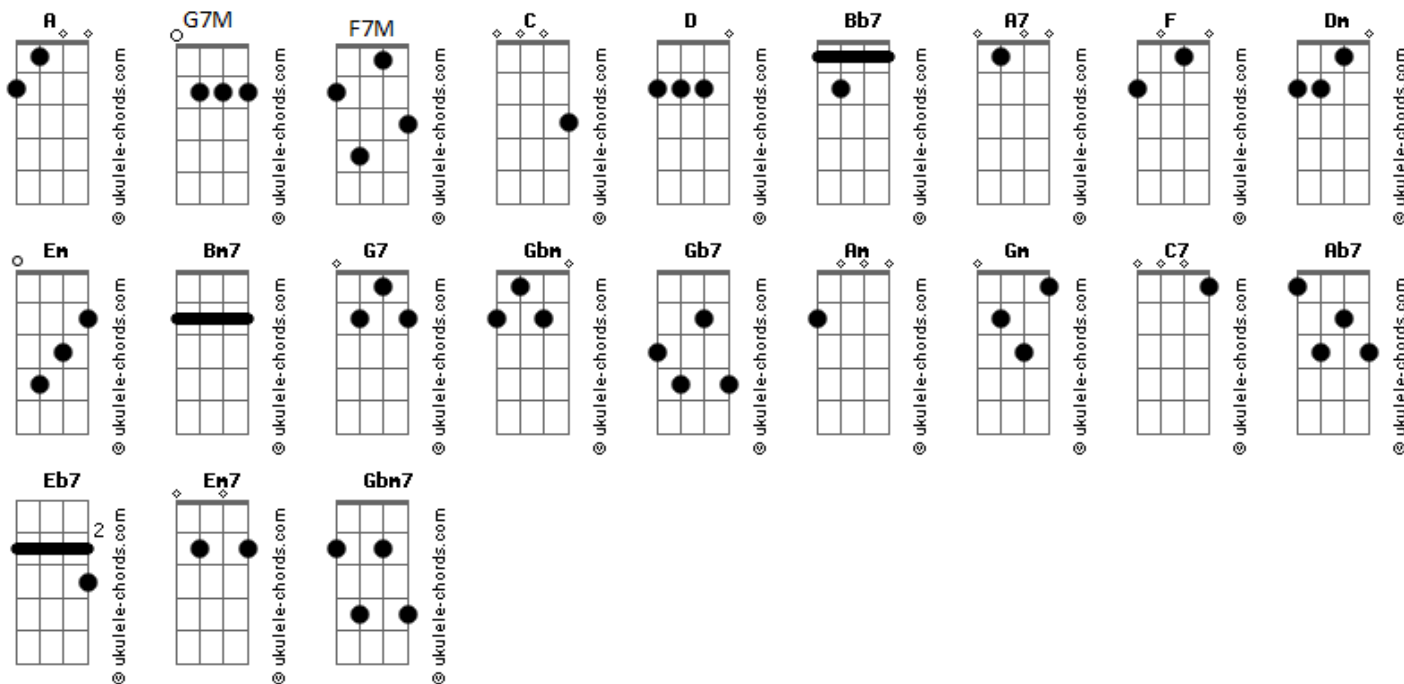 A G7M F7M C D Bb7 A7 F Dm
© ukulele-chords.com © ukulele-chords.com © ukulele-chords.com © ukulele-chords.com © ukulele-chords.com © ukulele-chords.com © ukulele-chords.com © ukulele-chords.com © ukulele-chords.com
Em Bm7 G7 Gbm Gb7 Am Gm C7 Ab7
© ukulele-chords.com © ukulele-chords.com © ukulele-chords.com © ukulele-chords.com © ukulele-chords.com © ukulele-chords.com © ukulele-chords.com © ukulele-chords.com © ukulele-chords.com
Eb7 Em7 Gbm7
2
© ukulele-chords.com © ukulele-chords.com © ukulele-chords.com